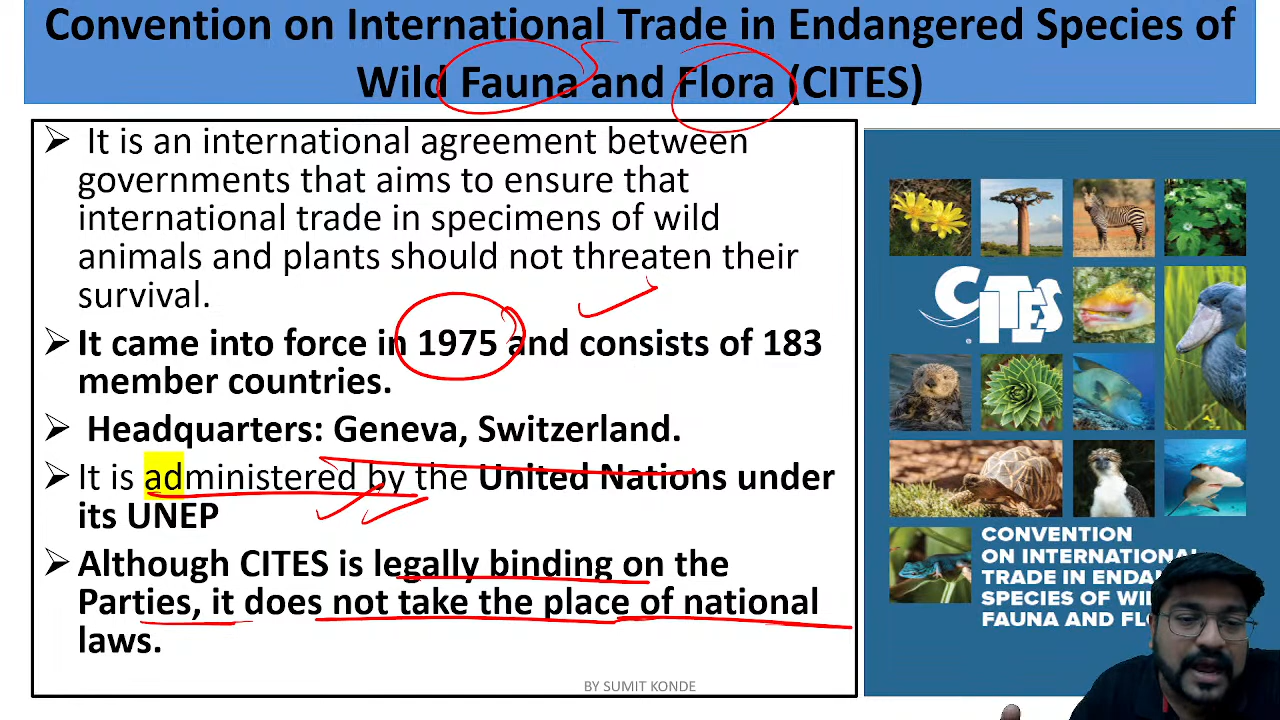 Convention on International Trade in Endangered Species of
Wild Fauna and Flora (CITES)
➢ It is an international agreement between
governments that aims to ensure that
international trade in specimens of wild
animals and plants should not threaten their
survival.
➢ It came into force in 1975 and consists of 183
member countries.
➢ Headquarters: Geneva, Switzerland.
➢ It is administered by the United Nations under
its UNEP
➢ Although CITES is legally binding on the
Parties, it does not take the place of national
laws.
BY SUMIT KONDE
CITES
CONVENTION
ON INTERNATIONAL
TRADE IN ENDA
SPECIES OF WI
FAUNA AND FL